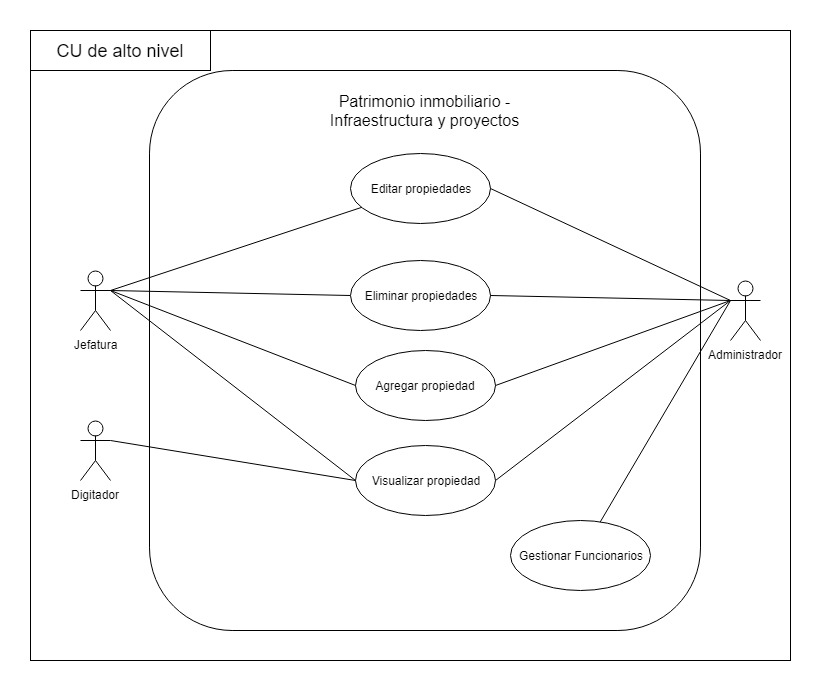 CU de alto nivel
Patrimonio inmobiliario -
Infraestructura y proyectos
Editar propiedades
Eliminar propiedades
Jefatura
Administrador
Agregar propiedad
Visualizar propiedad
Digitador
Gestionar Funcionarios